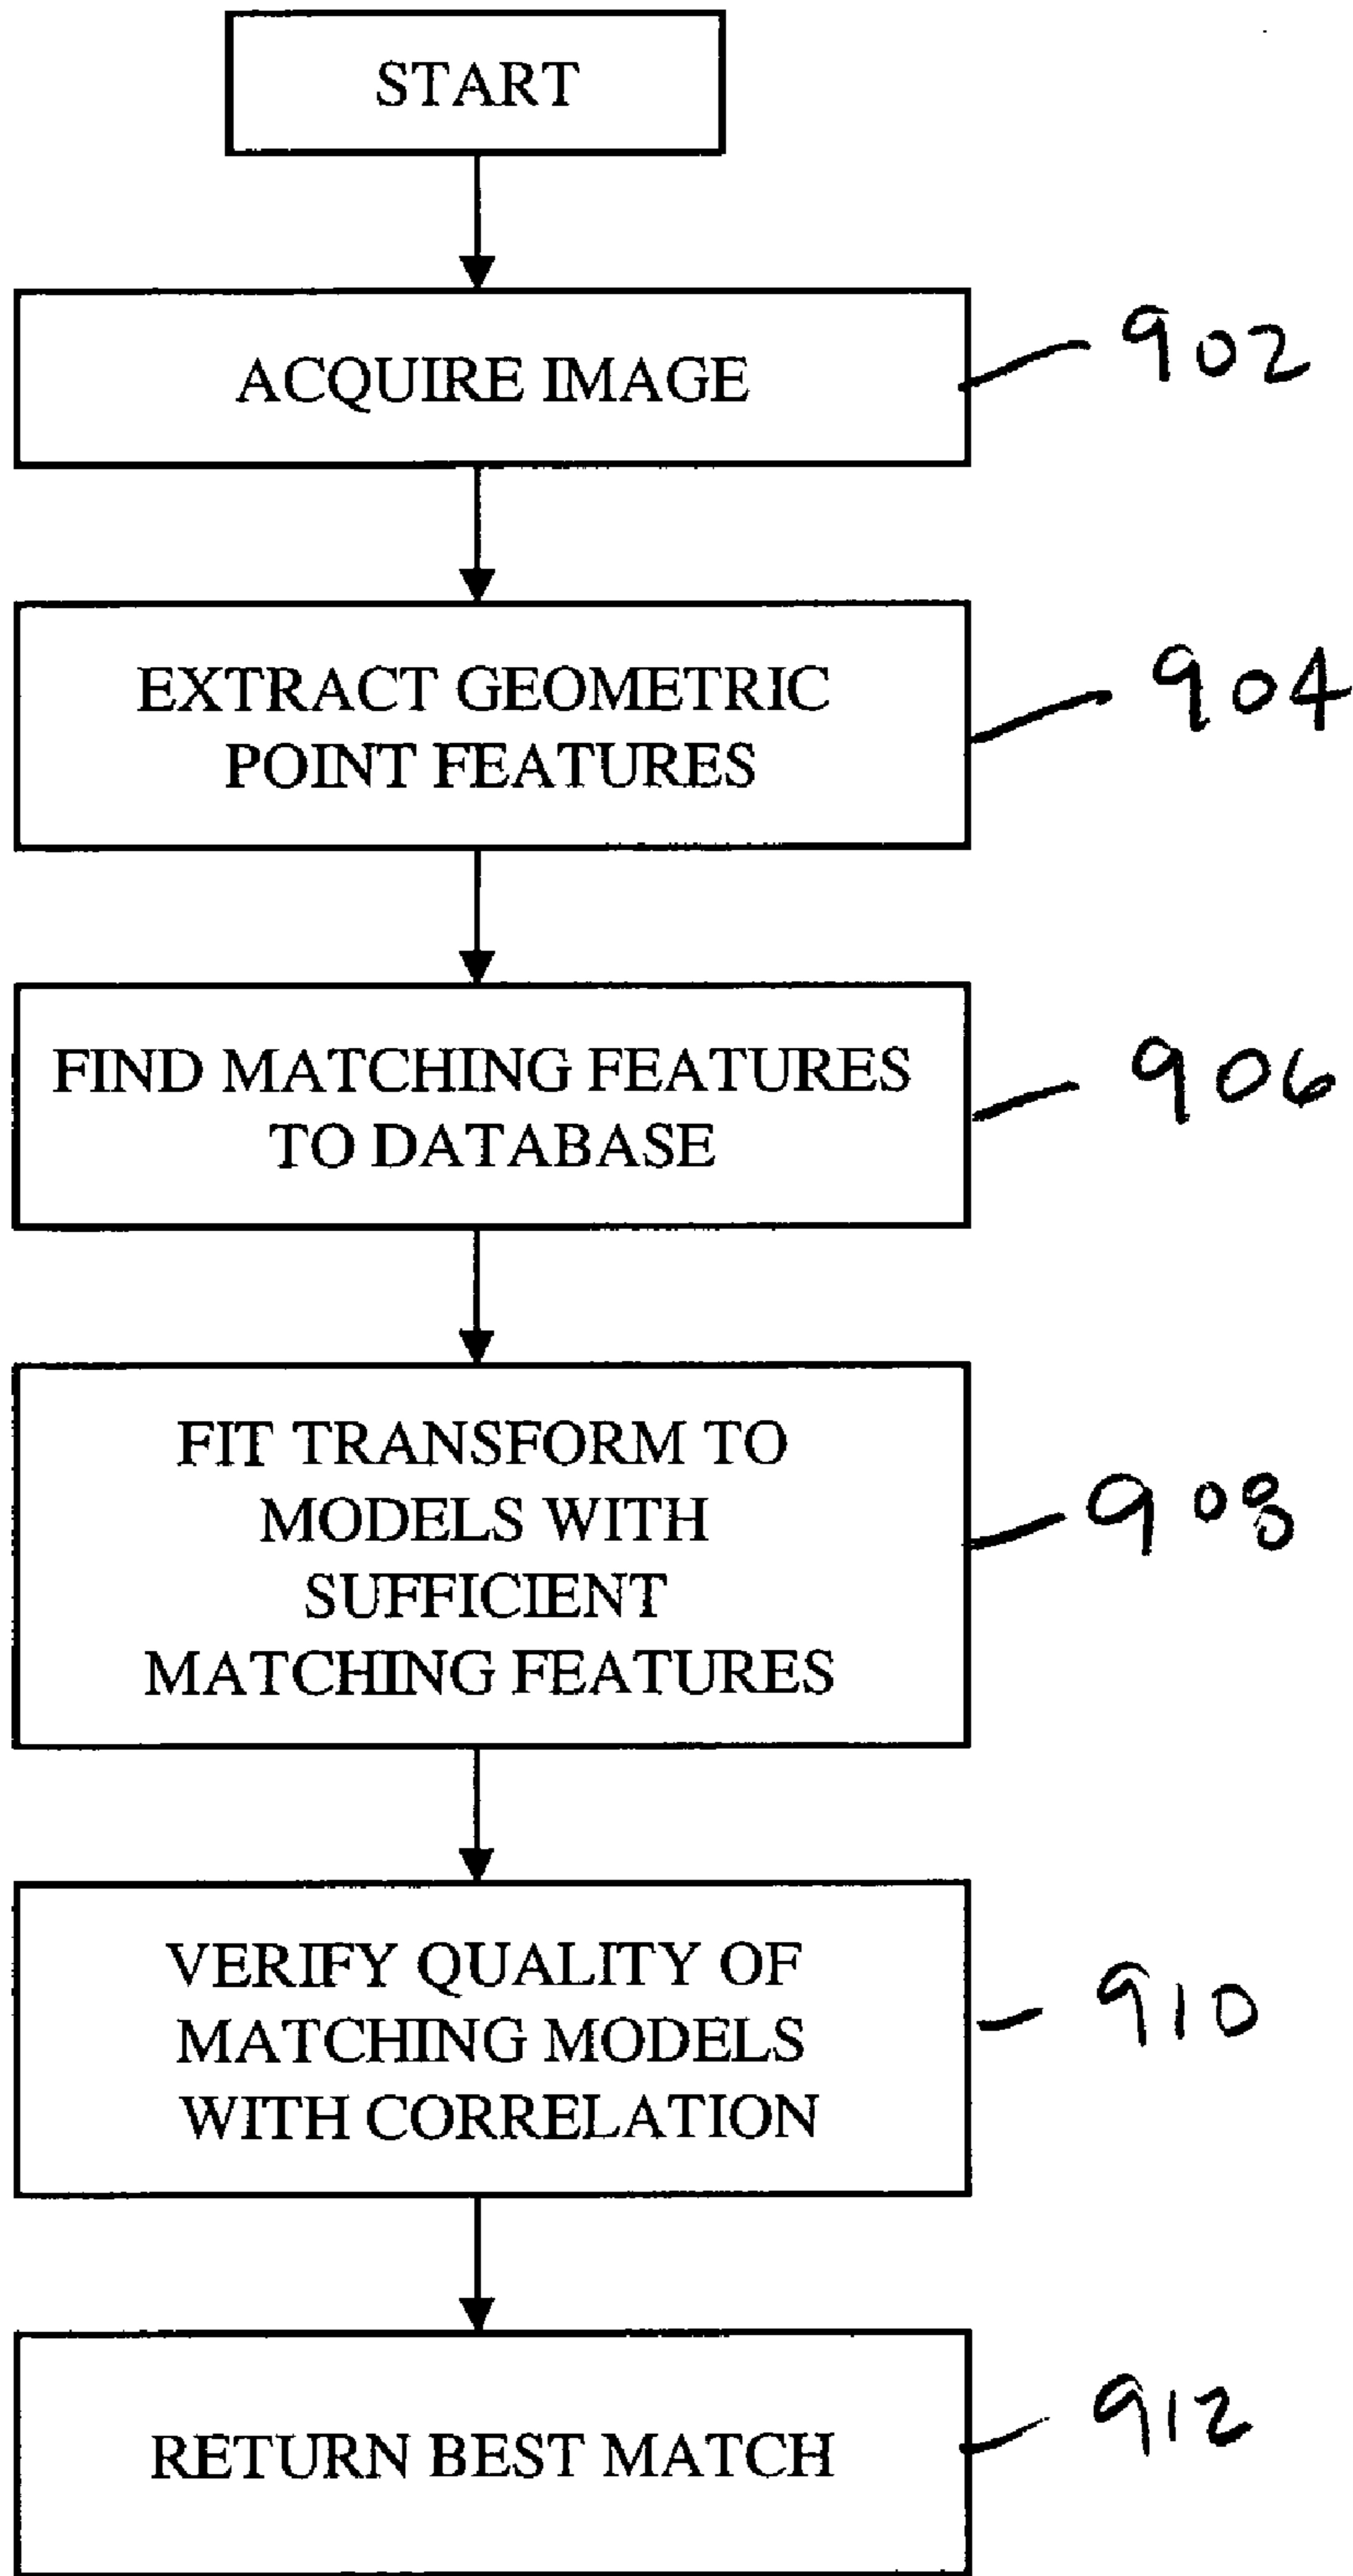 START
ACQUIRE IMAGE
902
EXTRACT GEOMETRIC
POINT FEATURES
904
FIND MATCHING FEATURES
TO DATABASE
906
FIT TRANSFORM TO
MODELS WITH
SUFFICIENT
MATCHING FEATURES
908
VERIFY QUALITY OF
MATCHING MODELS
WITH CORRELATION
910
RETURN BEST MATCH
912